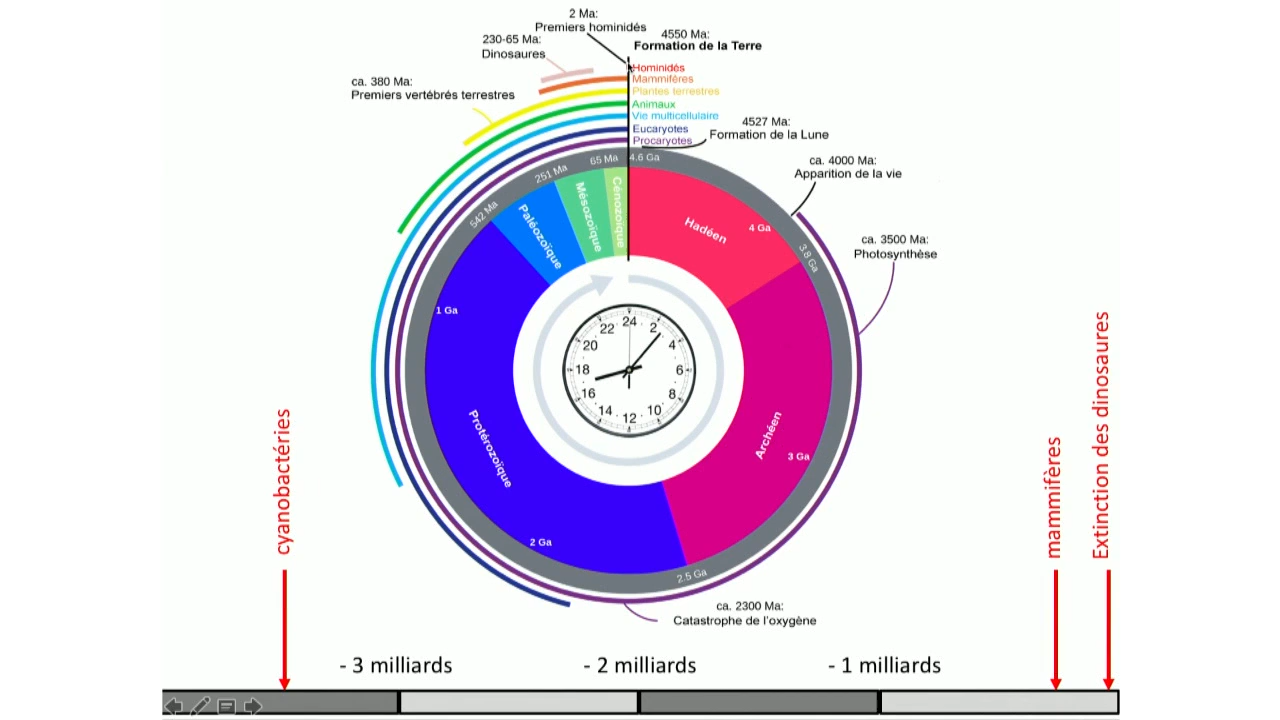 2 Ma:
Premiers hominidés
4550 Ma:
Formation de la Terre
230-65 Ma:
Dinosaures
ca. 380 Ma:
Premiers vertébrés terrestres
Hominidés
Mammifères
Plantes terrestres
Animaux
Vie multicellulaire
Eucaryotes
Procaryotes
4527 Ma:
Formation de la Lune
ca. 4000 Ma:
Apparition de la vie
ca. 3500 Ma:
Photosynthèse
ca. 2300 Ma:
Catastrophe de l'oxygène
4.6 Ga
4 Ga
3.8 Ga
3 Ga
2.5 Ga
2 Ga
1 Ga
542 Ma
251 Ma
65 Ma
Hadéen
Archéen
Protérozoïque
Paléozoïque
Mésozoïque
Cénozoïque
24
2
4
6
8
10
12
14
16
18
20
22
cyanobactéries
mammifères
Extinction des dinosaures
- 3 milliards
- 2 milliards
- 1 milliards